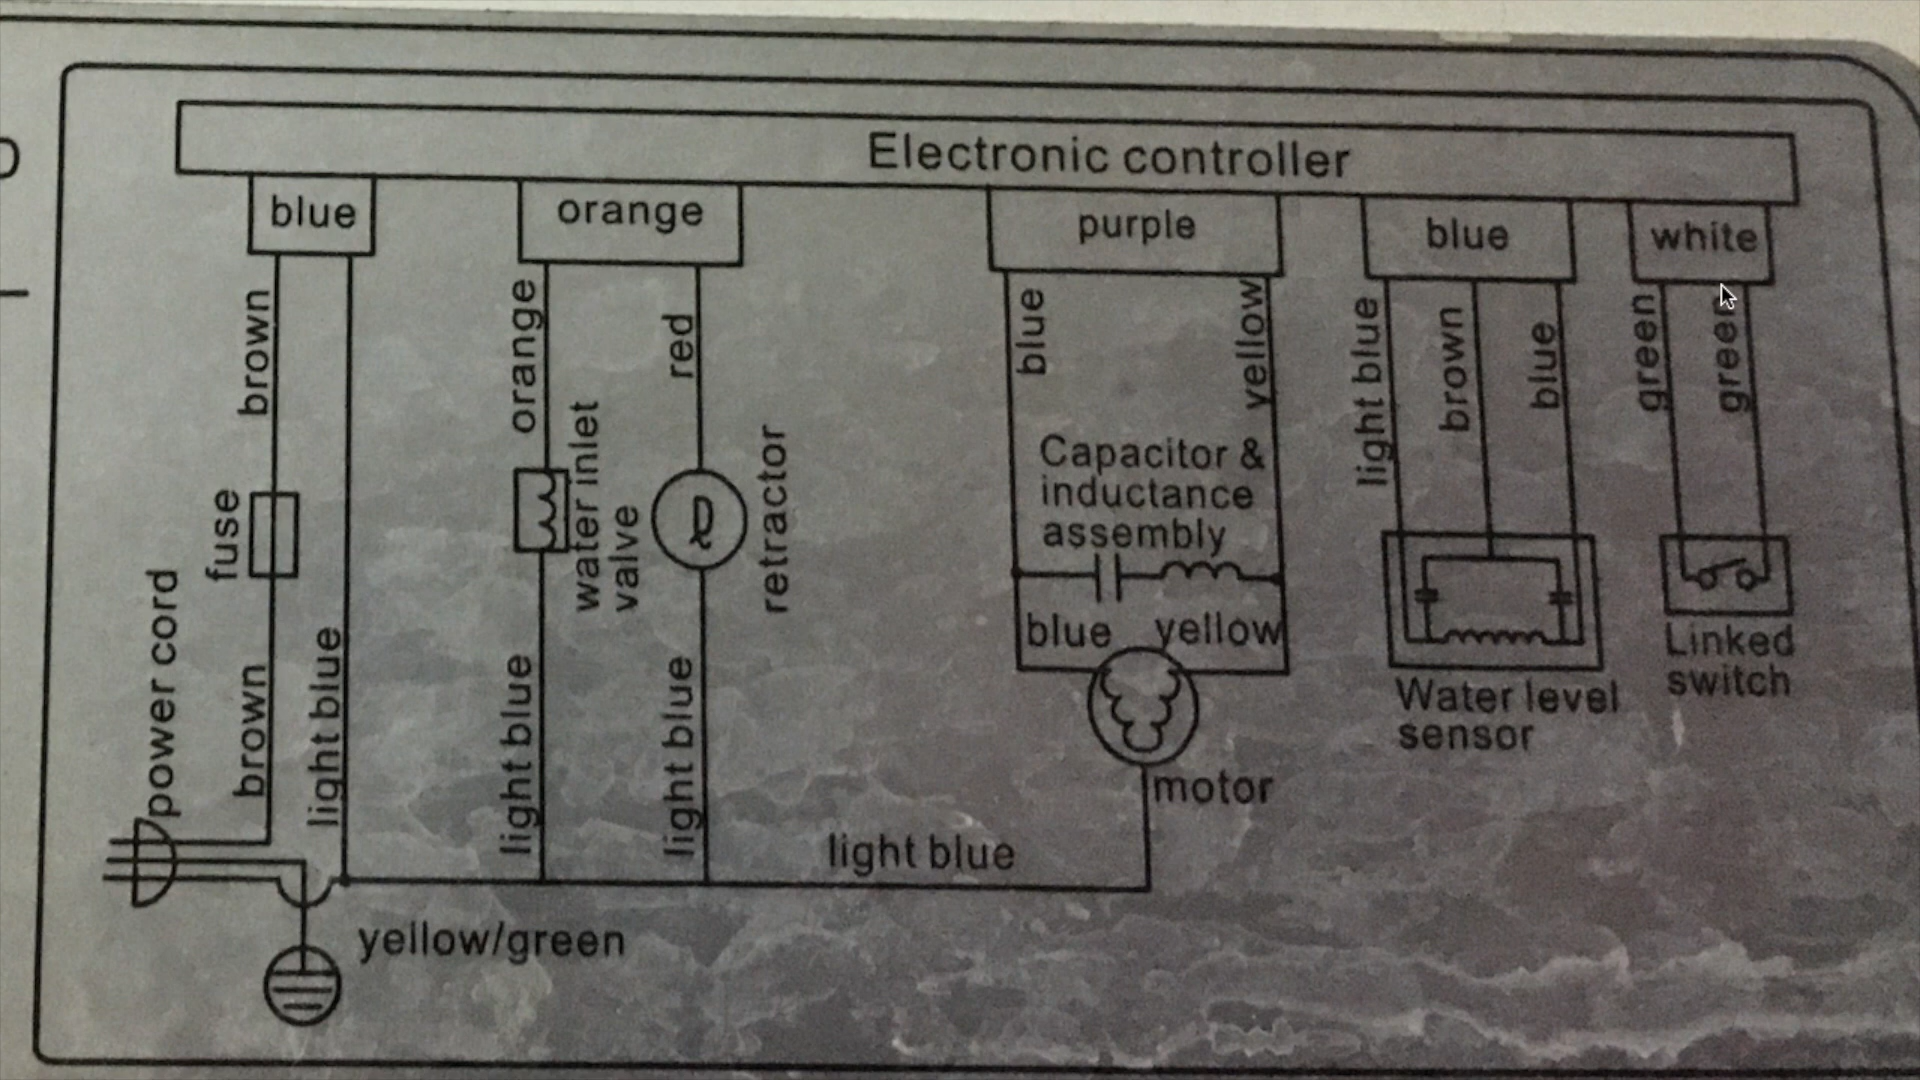 Electronic controller
blue
orange
purple
blue
white
brown
orange
red
blue
yellow
light blue
brown
blue
green
green
fuse
water inlet
valve
retractor
Capacitor &
inductance
assembly
power cord
brown
light blue
light blue
light blue
blue
yellow
motor
Water level
sensor
Linked
switch
light blue
yellow/green